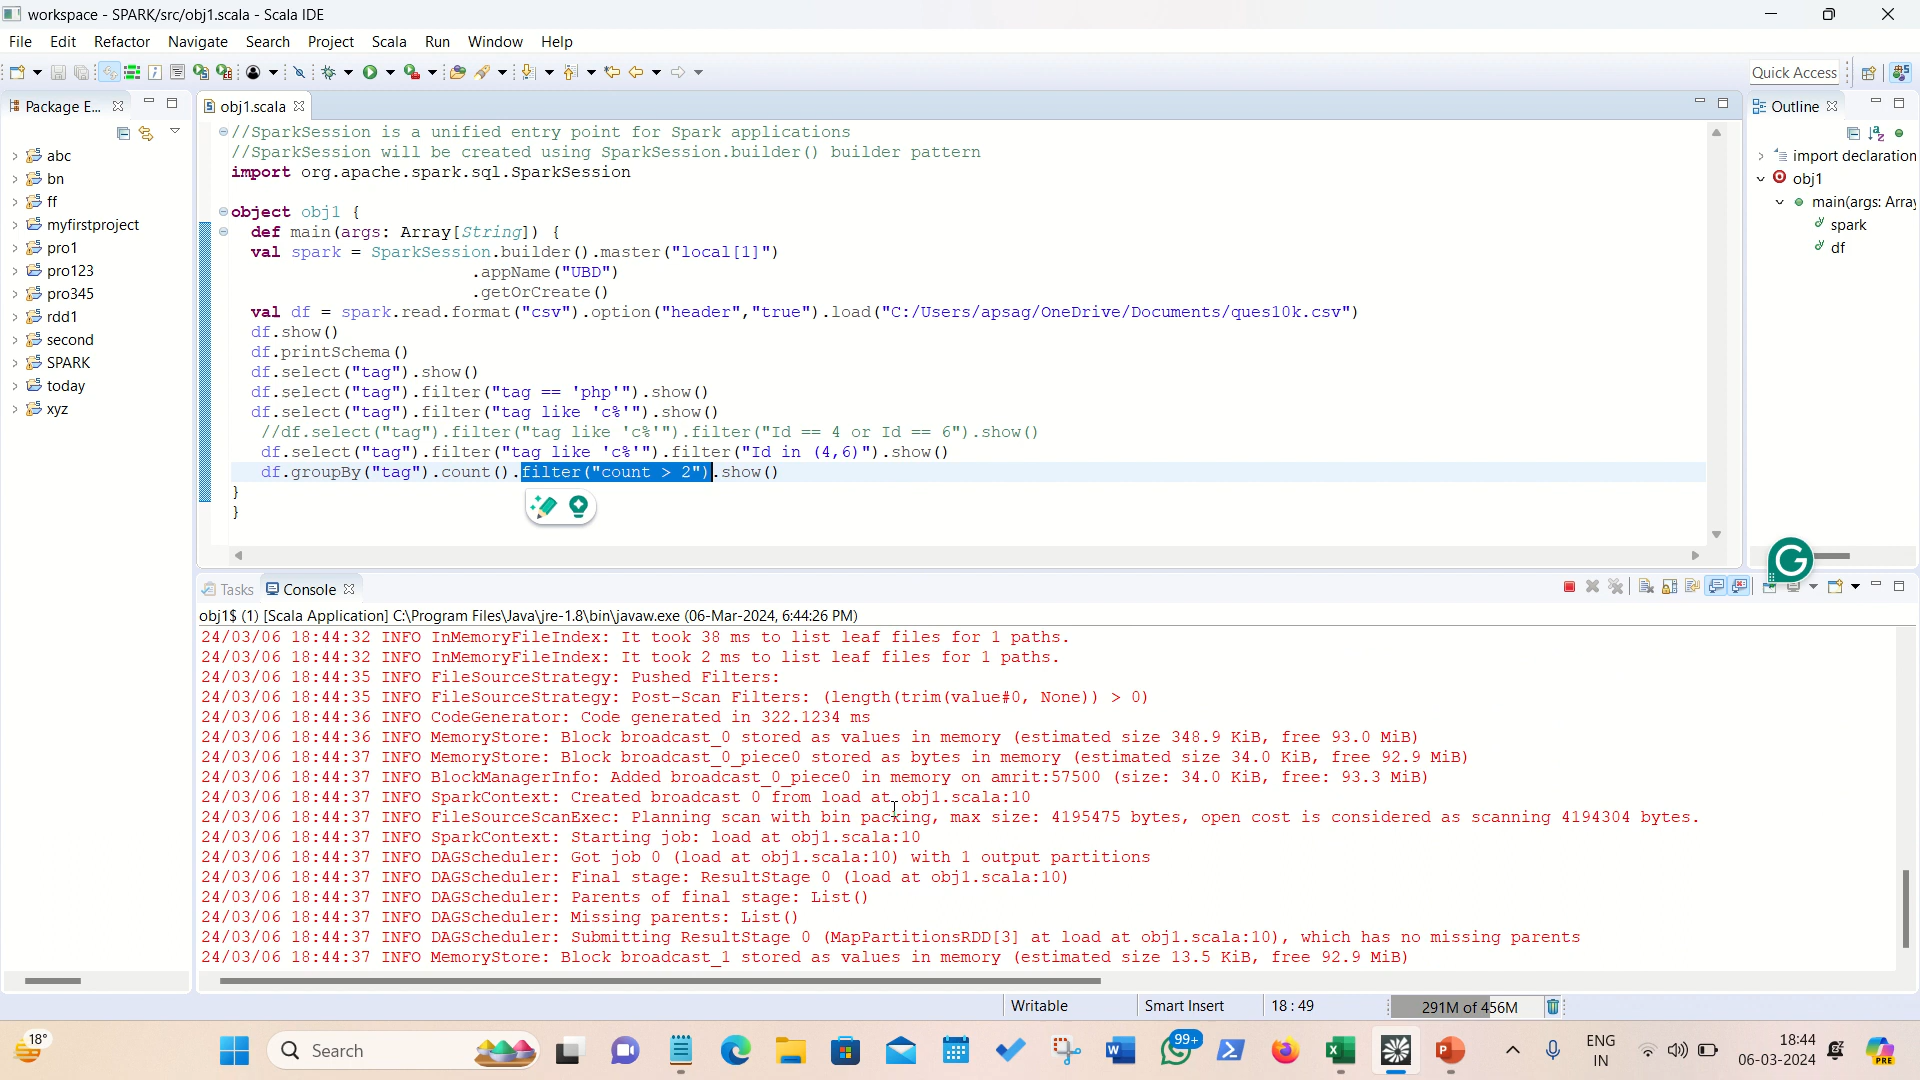 workspace - SPARK/src/obj1.scala - Scala IDE
File Edit Refactor Navigate Search Project Scala Run Window Help
Quick Access
Package E...
abc
bn
ff
myfirstproject
pro1
pro123
pro345
rdd1
second
SPARK
today
xyz
obj1.scala
//SparkSession is a unified entry point for Spark applications
//SparkSession will be created using SparkSession.builder() builder pattern
import org.apache.spark.sql.SparkSession
object obj1 {
def main(args: Array[String]) {
val spark = SparkSession.builder().master("local[1]")
.appName("UBD")
.getOrCreate()
val df = spark.read.format("csv").option("header","true").load("C:/Users/apsag/OneDrive/Documents/ques10k.csv")
df.show()
df.printSchema()
df.select("tag").show()
df.select("tag").filter("tag == 'php'").show()
df.select("tag").filter("tag like 'c%'").show()
//df.select("tag").filter("tag like 'c%'").filter("Id == 4 or Id == 6").show()
df.select("tag").filter("tag like 'c%'").filter("Id in (4,6)").show()
df.groupBy("tag").count().filter("count > 2").show()
}
}
Outline
import declaration
obj1
main(args: Array
spark
df
Tasks Console
obj1$ (1) [Scala Application] C:\Program Files\Java\jre-1.8\bin\javaw.exe (06-Mar-2024, 6:44:26 PM)
24/03/06 18:44:32 INFO InMemoryFileIndex: It took 38 ms to list leaf files for 1 paths.
24/03/06 18:44:32 INFO InMemoryFileIndex: It took 2 ms to list leaf files for 1 paths.
24/03/06 18:44:35 INFO FileSourceStrategy: Pushed Filters:
24/03/06 18:44:35 INFO FileSourceStrategy: Post-Scan Filters: (length(trim(value#0, None)) > 0)
24/03/06 18:44:36 INFO CodeGenerator: Code generated in 322.1234 ms
24/03/06 18:44:36 INFO MemoryStore: Block broadcast_0 stored as values in memory (estimated size 348.9 KiB, free 93.0 MiB)
24/03/06 18:44:37 INFO MemoryStore: Block broadcast_0_piece0 stored as bytes in memory (estimated size 34.0 KiB, free 92.9 MiB)
24/03/06 18:44:37 INFO BlockManagerInfo: Added broadcast_0_piece0 in memory on amrit:57500 (size: 34.0 KiB, free: 93.3 MiB)
24/03/06 18:44:37 INFO SparkContext: Created broadcast 0 from load at obj1.scala:10
24/03/06 18:44:37 INFO FileSourceScanExec: Planning scan with bin packing, max size: 4195475 bytes, open cost is considered as scanning 4194304 bytes.
24/03/06 18:44:37 INFO SparkContext: Starting job: load at obj1.scala:10
24/03/06 18:44:37 INFO DAGScheduler: Got job 0 (load at obj1.scala:10) with 1 output partitions
24/03/06 18:44:37 INFO DAGScheduler: Final stage: ResultStage 0 (load at obj1.scala:10)
24/03/06 18:44:37 INFO DAGScheduler: Parents of final stage: List()
24/03/06 18:44:37 INFO DAGScheduler: Missing parents: List()
24/03/06 18:44:37 INFO DAGScheduler: Submitting ResultStage 0 (MapPartitionsRDD[3] at load at obj1.scala:10), which has no missing parents
24/03/06 18:44:37 INFO MemoryStore: Block broadcast_1 stored as values in memory (estimated size 13.5 KiB, free 92.9 MiB)
Writable Smart Insert 18 : 49 291M of 456M
18°
Search
99+
ENG
IN
18:44
06-03-2024
PRE